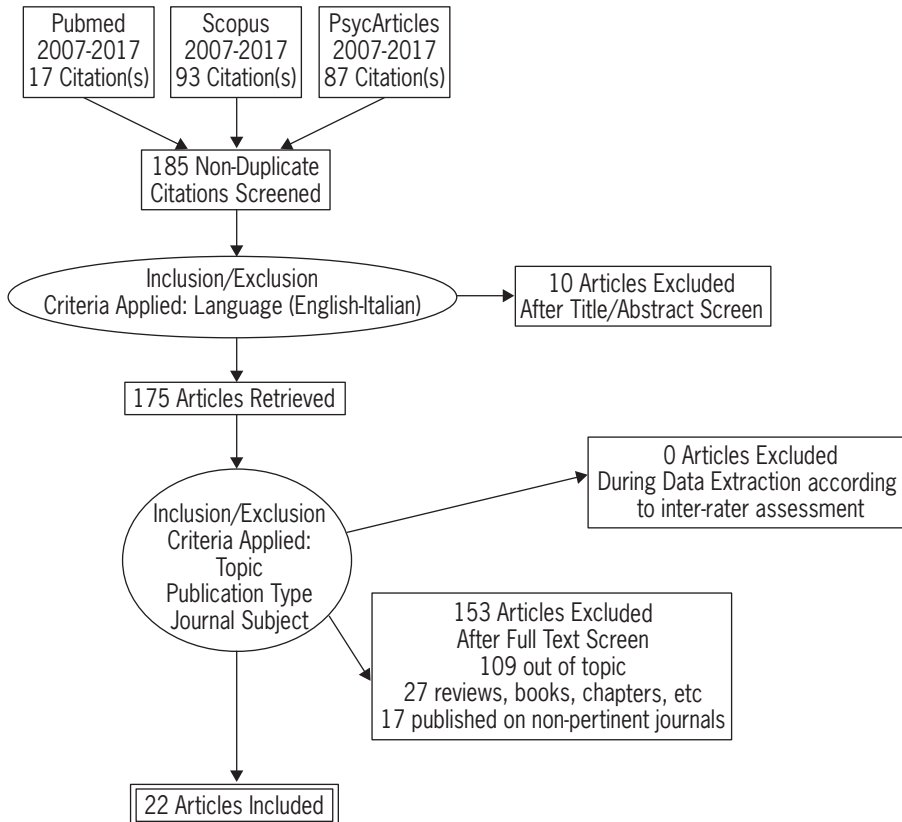 Pubmed
2007-2017
17 Citation(s)
Scopus
2007-2017
93 Citation(s)
PsycArticles
2007-2017
87 Citation(s)
185 Non-Duplicate
Citations Screened
Inclusion/Exclusion
Criteria Applied: Language (English-Italian)
10 Articles Excluded
After Title/Abstract Screen
175 Articles Retrieved
0 Articles Excluded
During Data Extraction according
to inter-rater assessment
Inclusion/Exclusion
Criteria Applied:
Topic
Publication Type
Journal Subject
153 Articles Excluded
After Full Text Screen
109 out of topic
27 reviews, books, chapters, etc
17 published on non-pertinent journals
22 Articles Included